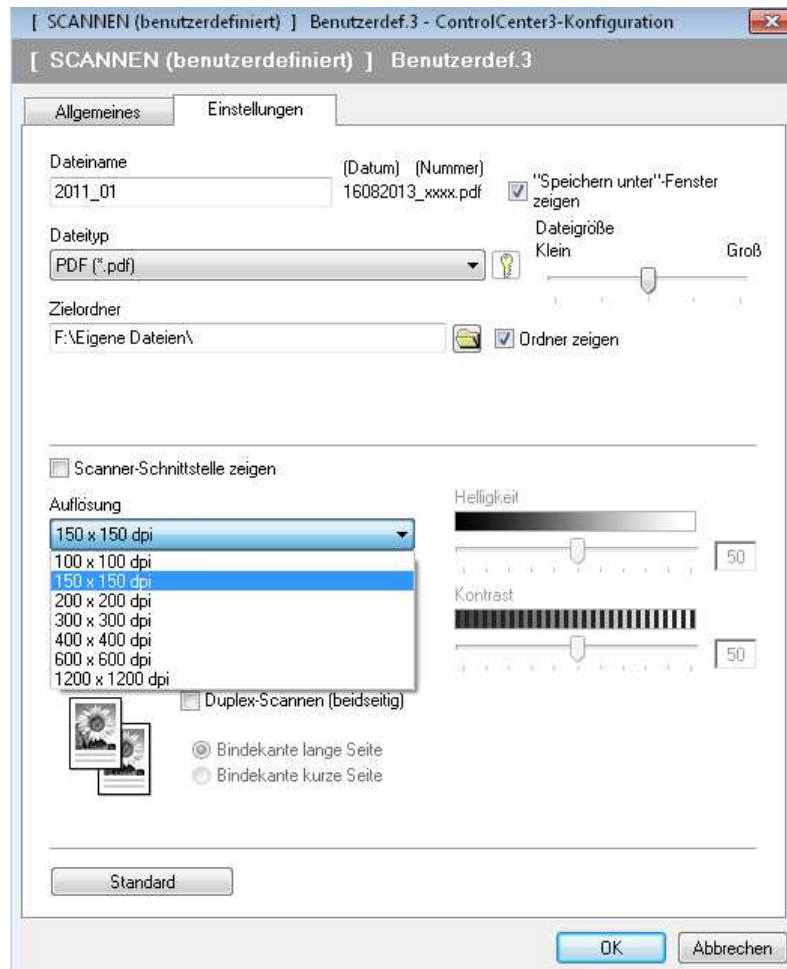 [ SCANNEN (benutzerdefiniert) ] Benutzerdef.3 - ControlCenter3-Konfiguration
[ SCANNEN (benutzerdefiniert) ] Benutzerdef.3
Allgemeines
Einstellungen
Dateiname
(Datum) (Nummer)
2011_01
16082013_xxxx.pdf
"Speichern unter"-Fenster
zeigen
Dateityp
Dateigröße
Klein
Groß
PDF (*.pdf)
Zielordner
F:\Eigene Dateien\
Ordner zeigen
Scanner-Schnittstelle zeigen
Auflösung
150 x 150 dpi
100 x 100 dpi
150 x 150 dpi
200 x 200 dpi
300 x 300 dpi
400 x 400 dpi
600 x 600 dpi
1200 x 1200 dpi
Helligkeit
50
Kontrast
50
Duplex-Scannen (beidseitig)
Bindekante lange Seite
Bindekante kurze Seite
Standard
OK
Abbrechen